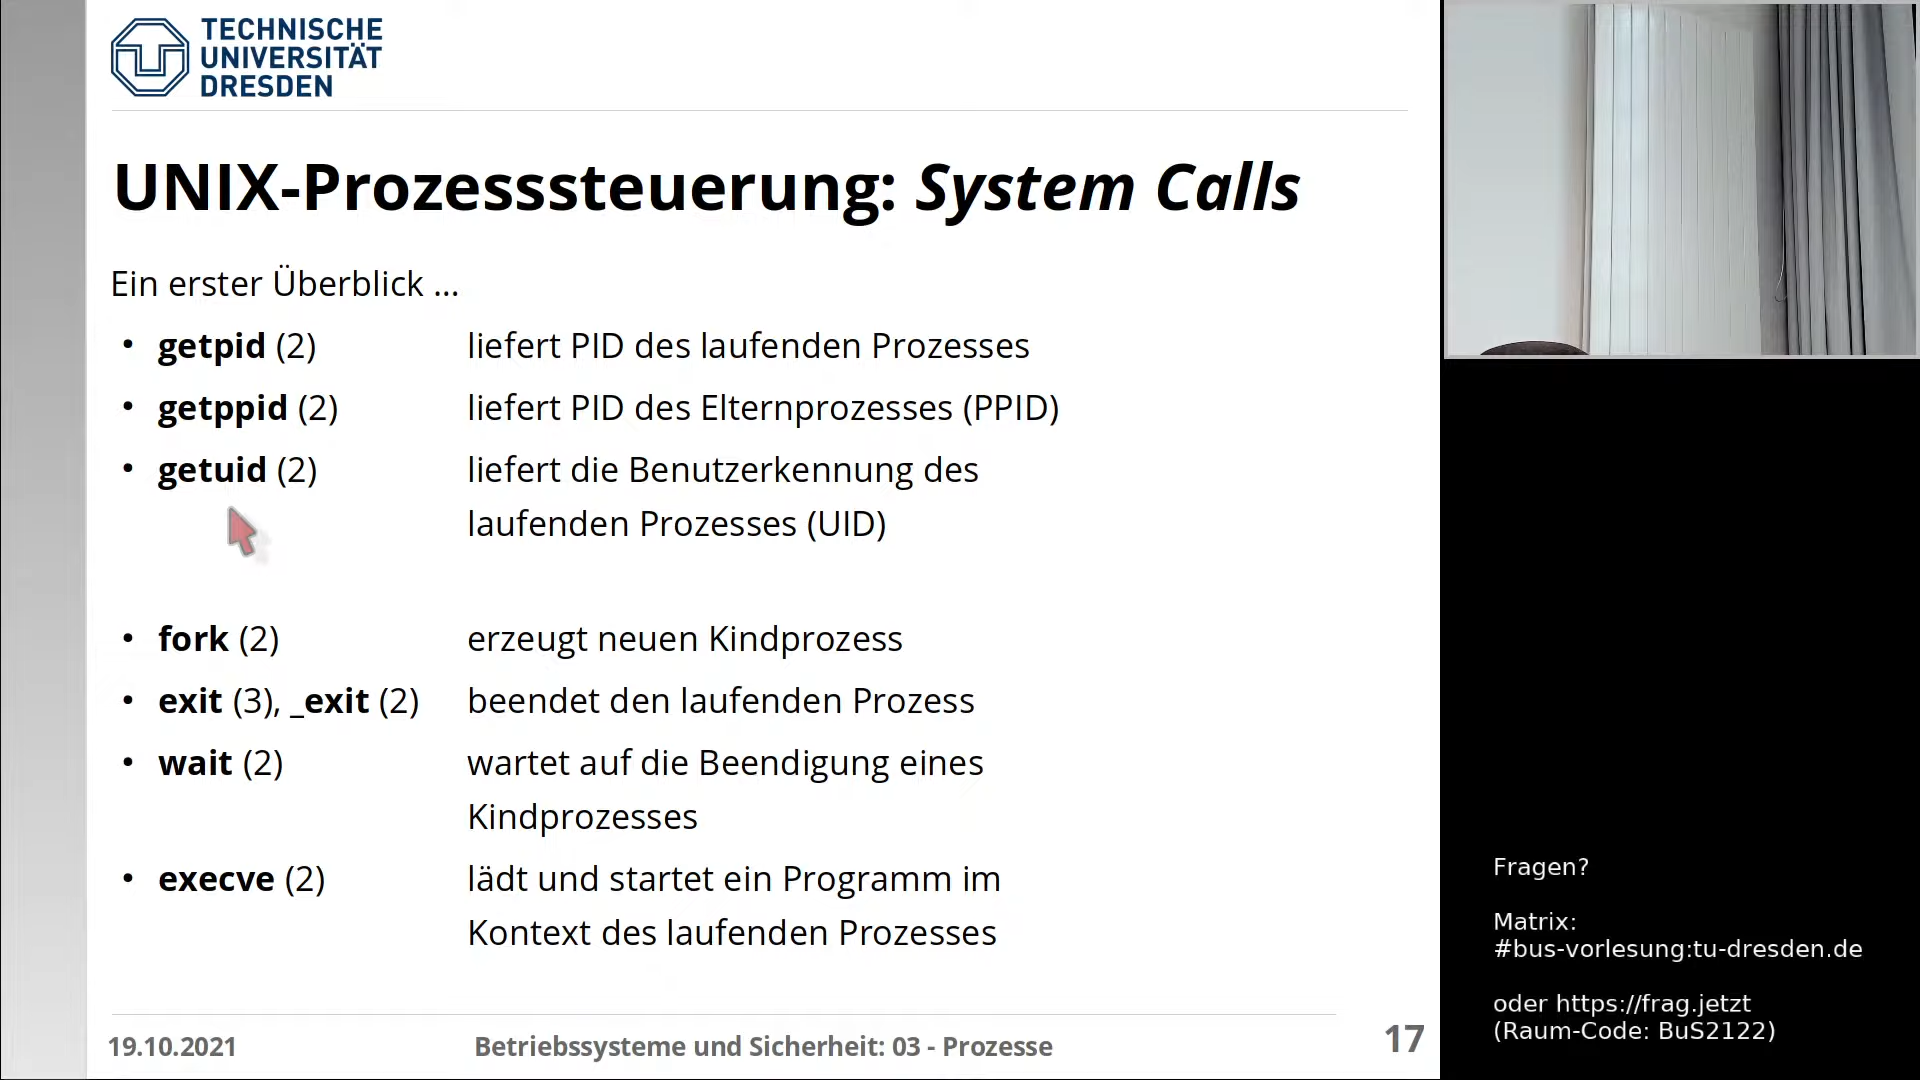 TECHNISCHE
UNIVERSITÄT
DRESDEN
UNIX-Prozesssteuerung: System Calls
Ein erster Überblick ...
• getpid (2) liefert PID des laufenden Prozesses
• getppid (2) liefert PID des Elternprozesses (PPID)
• getuid (2) liefert die Benutzerkennung des
laufenden Prozesses (UID)
• fork (2) erzeugt neuen Kindprozess
• exit (3), _exit (2) beendet den laufenden Prozess
• wait (2) wartet auf die Beendigung eines
Kindprozesses
• execve (2) lädt und startet ein Programm im
Kontext des laufenden Prozesses
19.10.2021 Betriebssysteme und Sicherheit: 03 - Prozesse 17
Fragen?
Matrix:
#bus-vorlesung:tu-dresden.de
oder https://frag.jetzt
(Raum-Code: BuS2122)